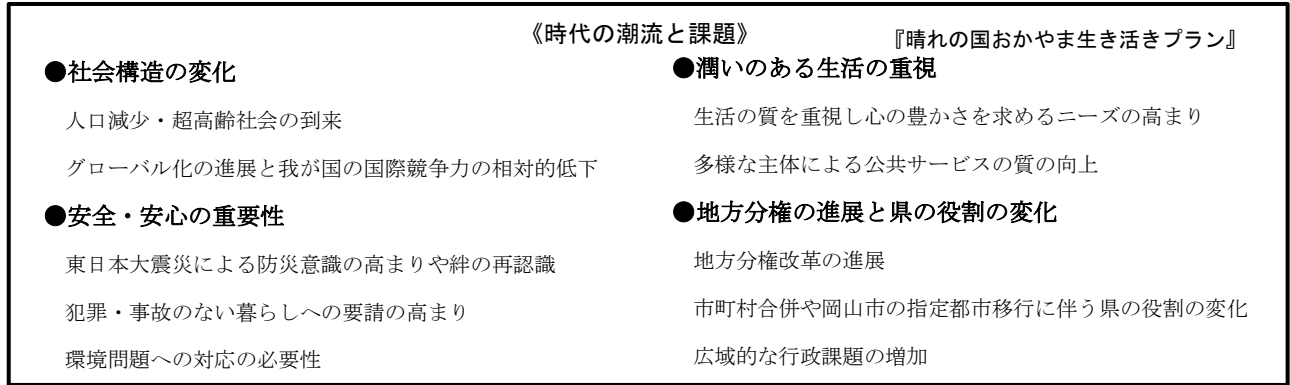 《時代の潮流と課題》
『晴れの国おかやま生き活きプラン』
●社会構造の変化
人口減少・超高齢社会の到来
グローバル化の進展と我が国の国際競争力の相対的低下
●安全・安心の重要性
東日本大震災による防災意識の高まりや絆の再認識
犯罪・事故のない暮らしへの要請の高まり
環境問題への対応の必要性
●潤いのある生活の重視
生活の質を重視し心の豊かさを求めるニーズの高まり
多様な主体による公共サービスの質の向上
●地方分権の進展と県の役割の変化
地方分権改革の進展
市町村合併や岡山市の指定都市移行に伴う県の役割の変化
広域的な行政課題の増加